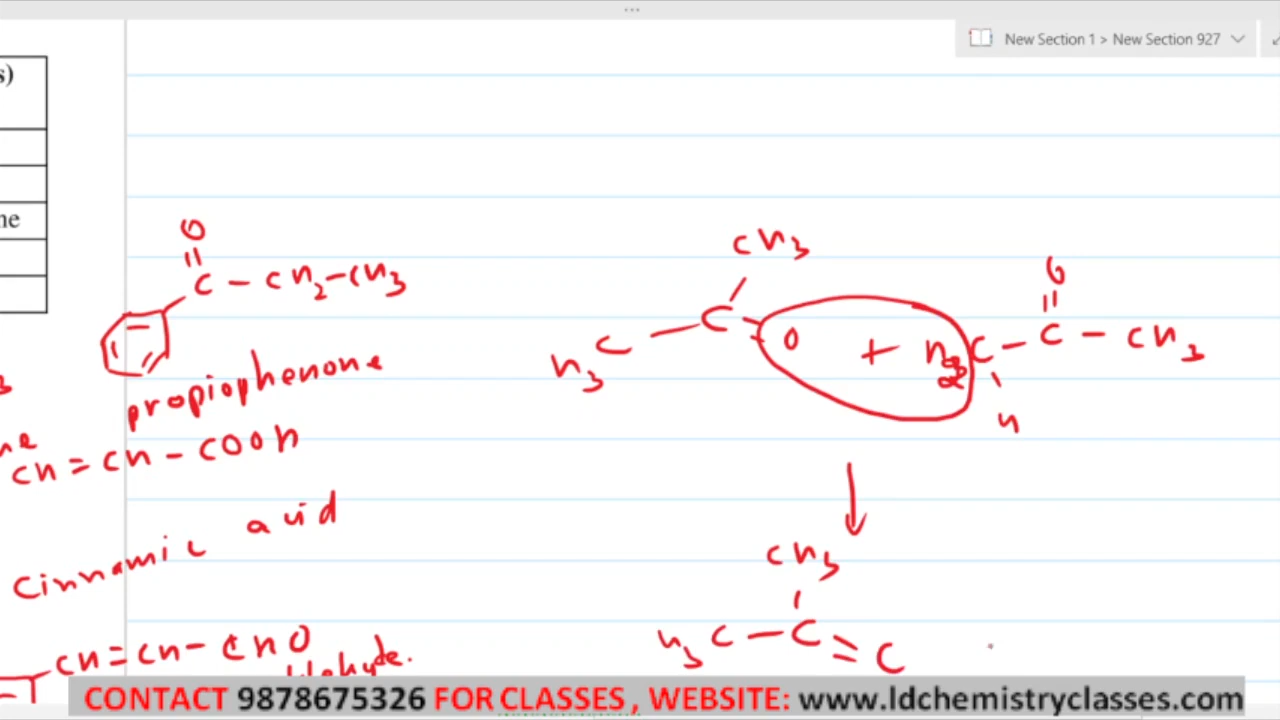 New Section 1 > New Section 927
s)
ne
O
C - CH2-CH3
propiophenone
CH = CH - COOH
cinnamic acid
CH=CH- CHO
CH3
H3C - C = O + H2C - C - CH3
O
H
CH3
H3C - C = C
CONTACT 9878675326 FOR CLASSES , WEBSITE: www.ldchemistryclasses.com